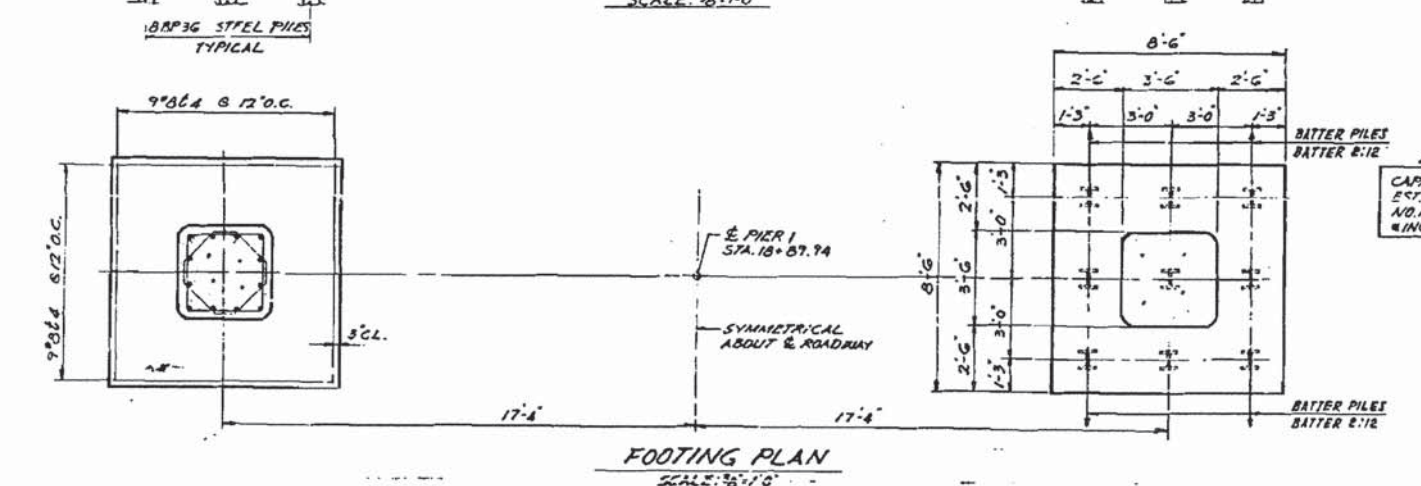 8BP36 STEEL PILES
TYPICAL
9"8t4 @ 12"O.C.
9"8t4 @ 12"O.C.
3"CL.
℄ PIER 1
STA. 18+87.94
SYMMETRICAL
ABOUT ℄ ROADWAY
17'-4"
17'-4"
8'-6"
2'-6" 3'-6" 2'-6"
1'-3" 3'-0" 3'-0" 1'-3"
BATTER PILES
BATTER 2:12
8'-6"
2'-6" 3'-6" 2'-6"
1'-3" 3'-0" 3'-0" 1'-3"
BATTER PILES
BATTER 2:12
FOOTING PLAN